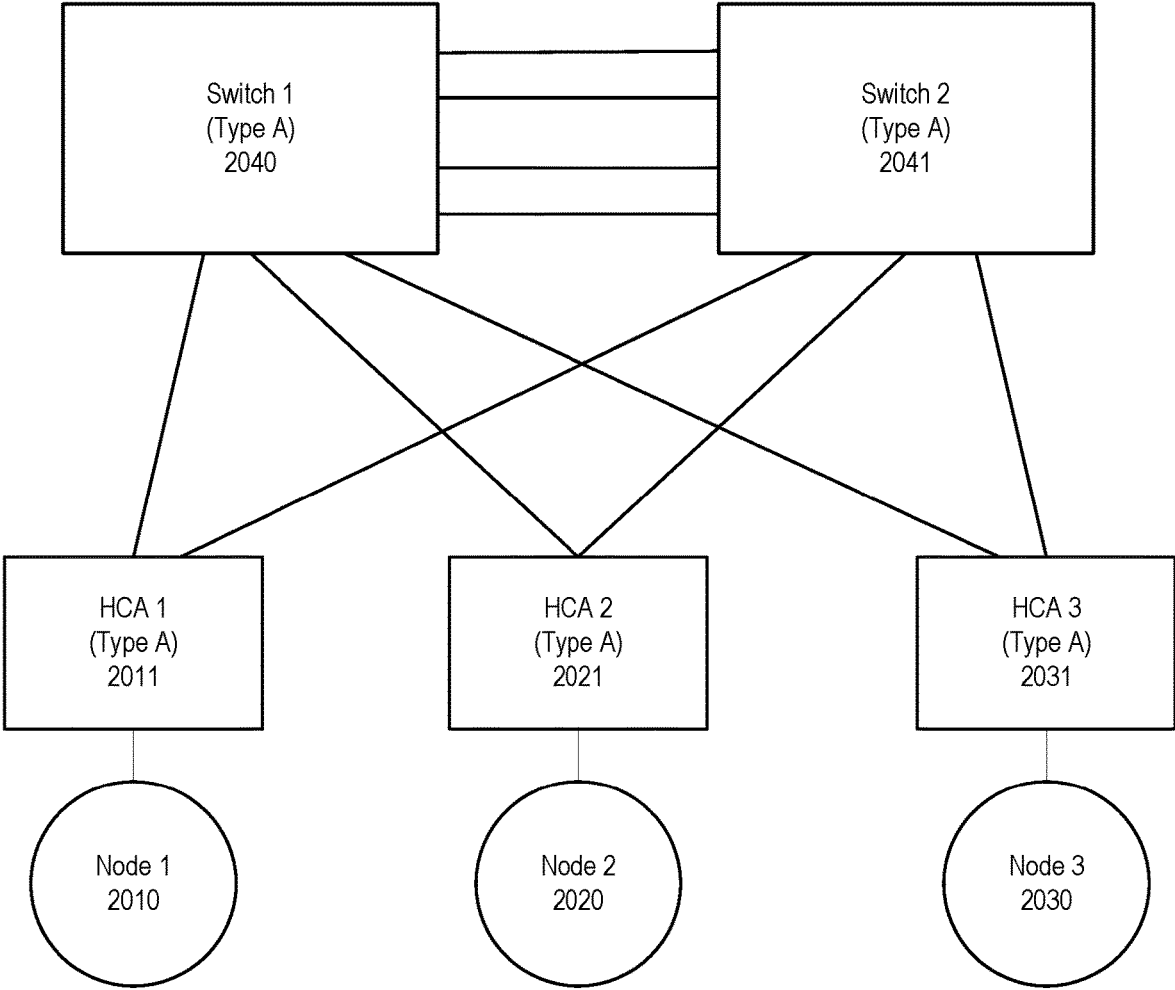 Switch 1
(Type A)
2040
Switch 2
(Type A)
2041
HCA 1
(Type A)
2011
HCA 2
(Type A)
2021
HCA 3
(Type A)
2031
Node 1
2010
Node 2
2020
Node 3
2030